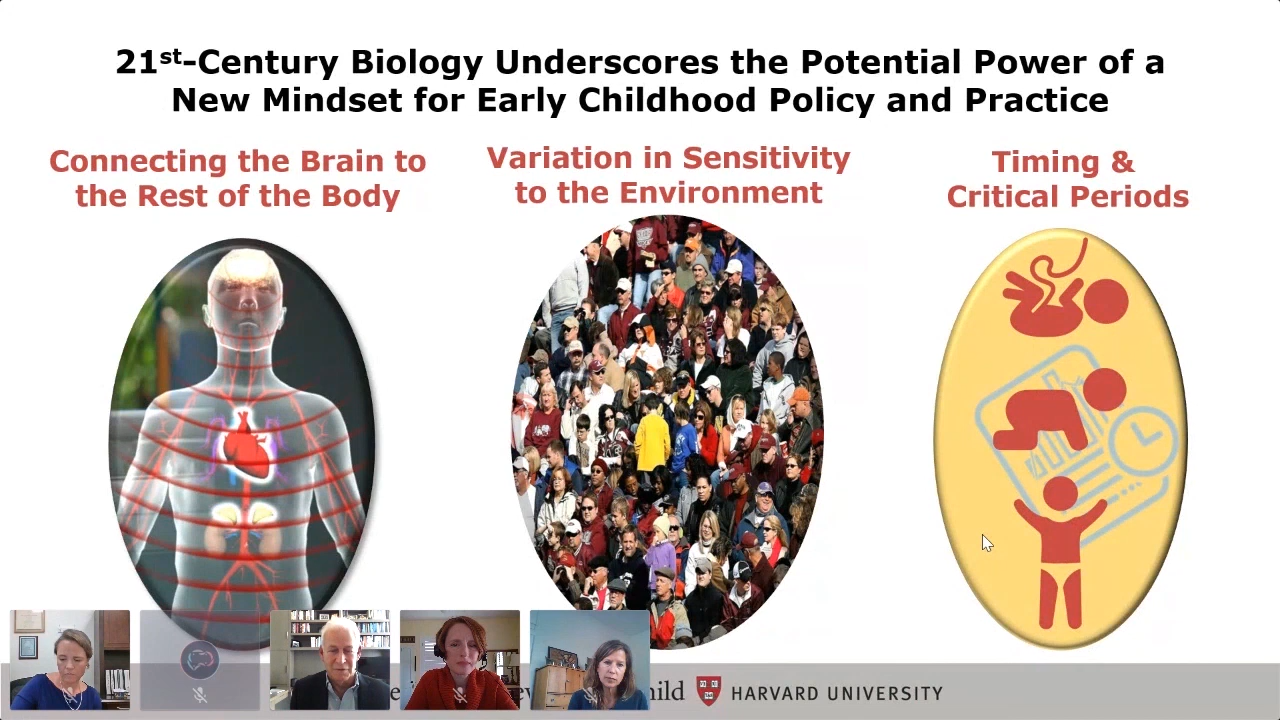 21st-Century Biology Underscores the Potential Power of a
New Mindset for Early Childhood Policy and Practice
Connecting the Brain to
the Rest of the Body
Variation in Sensitivity
to the Environment
Timing &
Critical Periods
HARVARD UNIVERSITY